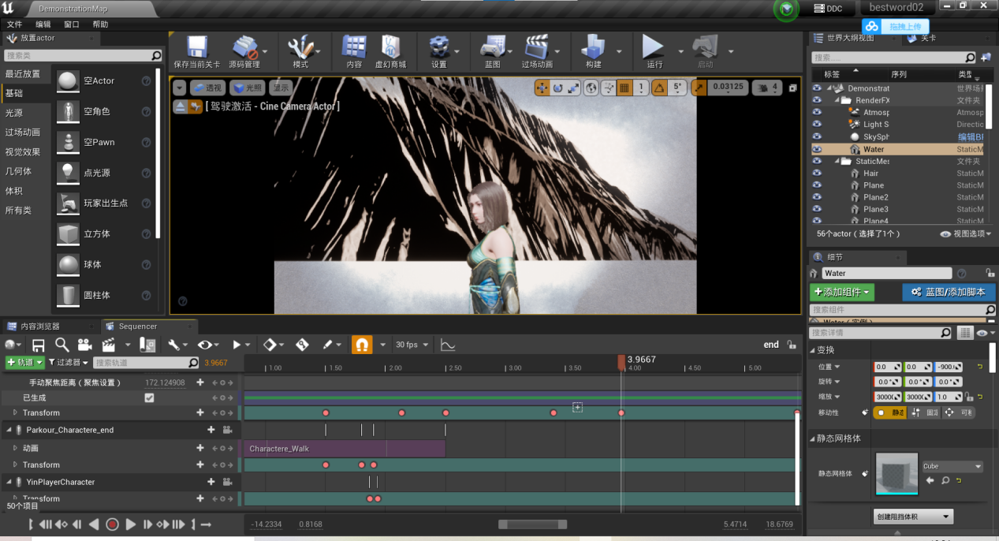 DemonstrationMap
DDC
bestword02
文件 编辑 窗口 帮助
拖拽上传
放置actor
世界大纲视图
关卡
搜索类
最近放置
基础
光源
过场动画
视觉效果
几何体
体积
所有类
空Actor
空角色
空Pawn
点光源
玩家出生点
立方体
球体
圆柱体
保存当前关卡 源码管理 模式 内容 虚幻商城 设置 蓝图 过场动画 构建 播放 启动
透视 光照 显示
1 5° 0.03125 4
[ 驾驶激活 - Cine Camera Actor ]
搜索.....
标签 序列 类型
Demonstrat 世界场
RenderFX 文件夹
Atmosp Atmosp
Light S Directio
SkySph 编辑BP
Water StaticM
StaticMes 文件夹
Hair StaticM
Plane StaticM
Plane2 StaticM
Plane3 StaticM
Plane4 StaticM
56个actor（选择了1个） 视图选项
细节
Water
+添加组件 蓝图/添加脚本
搜索组件
Water（实例）
搜索详情
变换
位置 0.0 0.0 -900.
旋转 0.0 ° 0.0 ° 0.0 °
缩放 30000 30000 1.0
移动性 静态 固定 可移
静态网格体
静态网格体 Cube
创建阻挡体积
内容浏览器 Sequencer
30 fps end
+ 轨道 过滤器 搜索轨道 3.9667
1.00 1.50 2.00 2.50 3.00 3.50 4.00 4.50 5.00
3.9667
手动聚焦距离（聚焦设置） 172.124908
已生成
Transform
Parkour_Charactere_end
动画 Charactere_Walk
Transform
YinPlayerCharacter
Transform
50个项目
-14.2334 0.8168 5.4714 18.6769